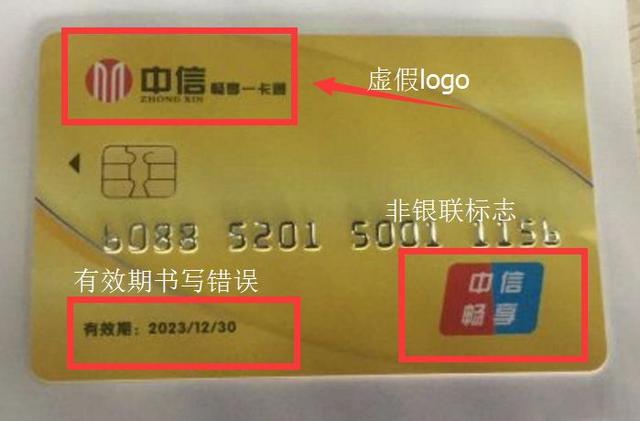 中信 畅享一卡通
ZHONG XIN
虚假logo
非银联标志
6088 5201 5001 1156
有效期书写错误
中信
畅享
有效期：2023/12/30